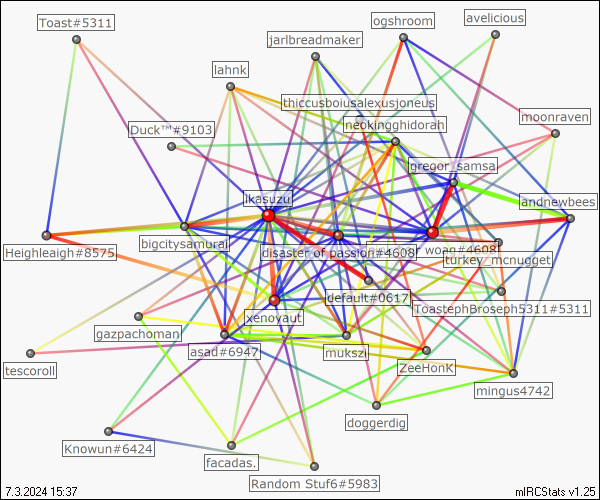 Toast#5311
ogshroom
avelicious
jarlbreadmaker
lahnk
thiccusboiusalexusjoneus
moonraven
neokingghidorah
Duck™#9103
gregor_samsa
ikasuzu
landnewbees
bigcitysamurai
Heighleaigh#8575
disaster of passion#4608
woan#4608
turkey_mcnugget
default#0617
ToastephBroseph5311#5311
xenoyaut
gazpachoman
asad#6947
mukszi
ZeeHonK
tescoroll
mingus4742
doggerdig
Knowun#6424
facadas.
Random Stuf6#5983
7.3.2024 15:37
mIRCStats v1.25